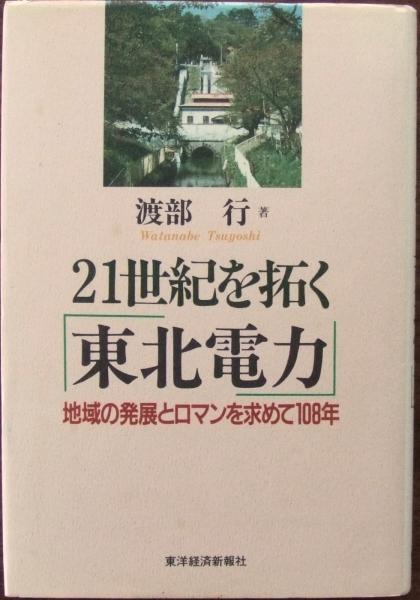 渡部 行 著
Watanabe Tsuyoshi
21世紀を拓く
「東北電力」
地域の発展とロマンを求めて108年
東洋経済新報社